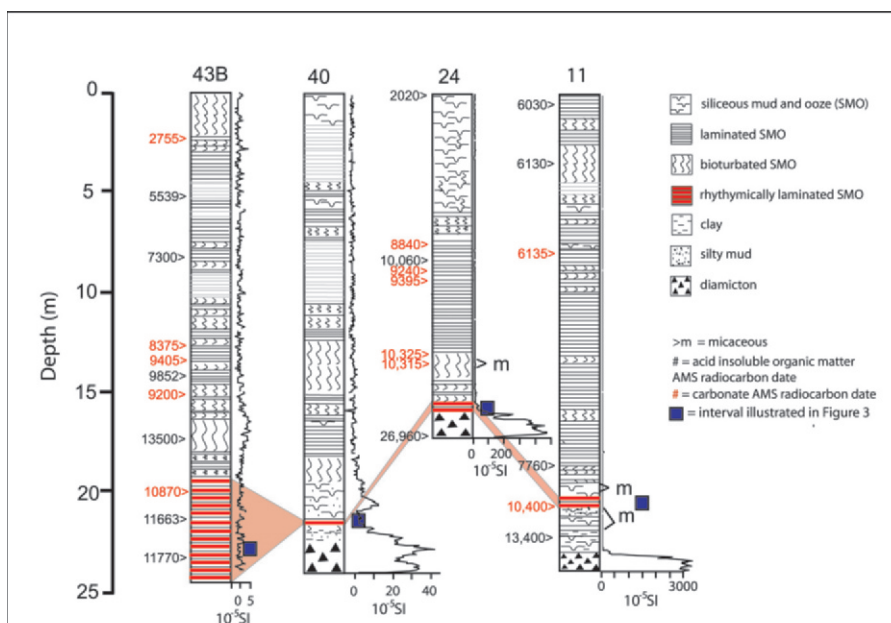 43B
40
24
11
Depth (m)
0
5
10
15
20
25
2755>
5539>
7300>
8375>
9405>
9852>
9200>
13500>
10870>
11663>
11770>
0 5
10⁻⁵SI
0 20 40
10⁻⁵SI
2020>
8840>
10,060>
9240>
9395>
10,325>
10,315>
26,960>
m
0 200
10⁻⁵SI
6030>
6130>
6135>
7760>
10,400>
13,400>
m
m
0 3000
10⁻⁵SI
siliceous mud and ooze (SMO)
laminated SMO
bioturbated SMO
rhythymically laminated SMO
clay
silty mud
diamicton
>m = micaceous
# = acid insoluble organic matter
AMS radiocarbon date
# = carbonate AMS radiocarbon date
= interval illustrated in Figure 3